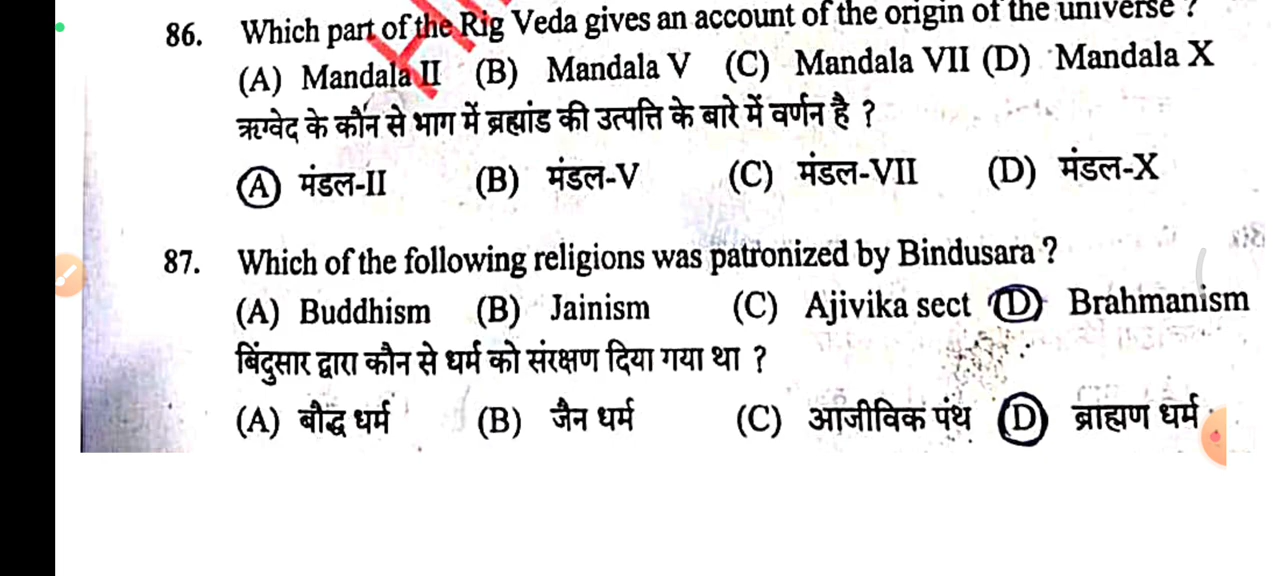 86. Which part of the Rig Veda gives an account of the origin of the universe ?
(A) Mandala II (B) Mandala V (C) Mandala VII (D) Mandala X
ऋग्वेद के कौन से भाग में ब्रह्मांड की उत्पत्ति के बारे में वर्णन है ?
(A) मंडल-II (B) मंडल-V (C) मंडल-VII (D) मंडल-X
87. Which of the following religions was patronized by Bindusara ?
(A) Buddhism (B) Jainism (C) Ajivika sect (D) Brahmanism
बिंदुसार द्वारा कौन से धर्म को संरक्षण दिया गया था ?
(A) बौद्ध धर्म (B) जैन धर्म (C) आजीविक पंथ (D) ब्राह्मण धर्म